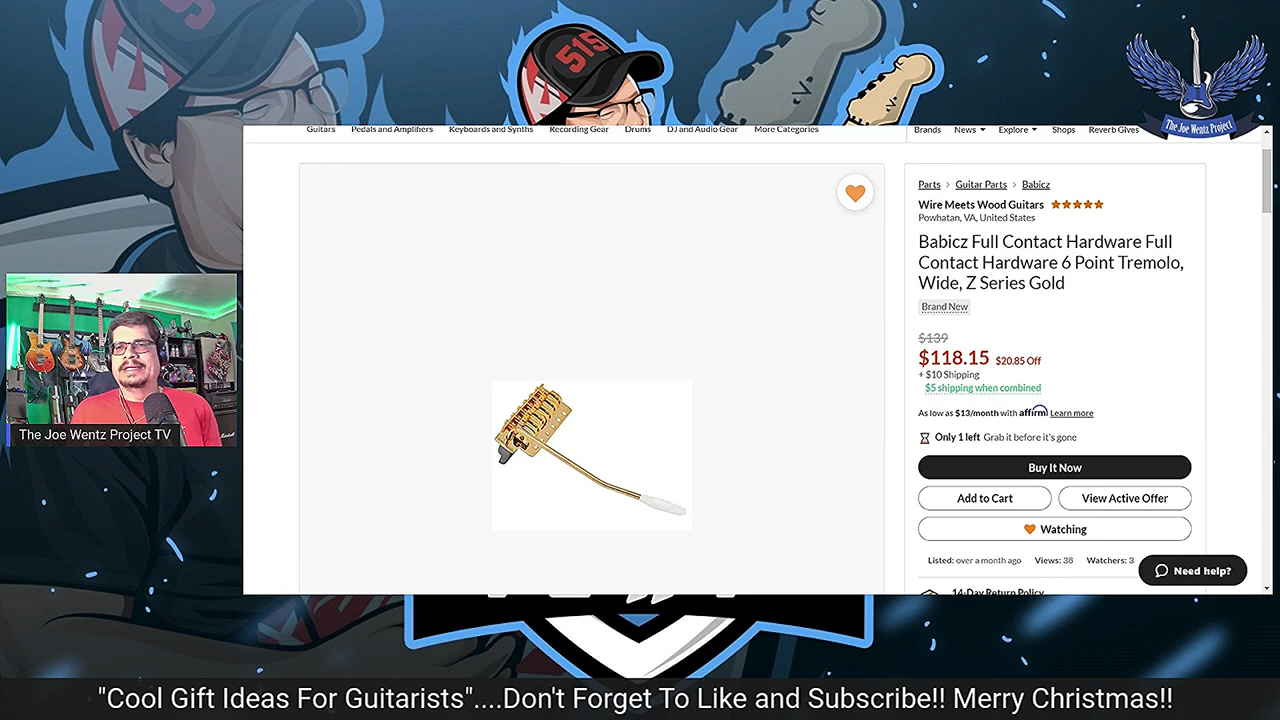 515
The Joe Wentz Project
Guitars Pedals and Amplifiers Keyboards and Synths Recording Gear Drums DJ and Audio Gear More Categories Brands News Explore Shops Reverb Gives
Parts > Guitar Parts > Babicz
Wire Meets Wood Guitars
Powhatan, VA, United States
Babicz Full Contact Hardware Full
Contact Hardware 6 Point Tremolo,
Wide, Z Series Gold
Brand New
$139
$118.15 $20.85 Off
+ $10 Shipping
$5 shipping when combined
As low as $13/month with affirm Learn more
Only 1 left Grab it before it's gone
Buy It Now
Add to Cart View Active Offer
Watching
Listed: over a month ago Views: 38 Watchers: 3
Need help?
14-Day Return Policy
The Joe Wentz Project TV
"Cool Gift Ideas For Guitarists"....Don't Forget To Like and Subscribe!! Merry Christmas!!